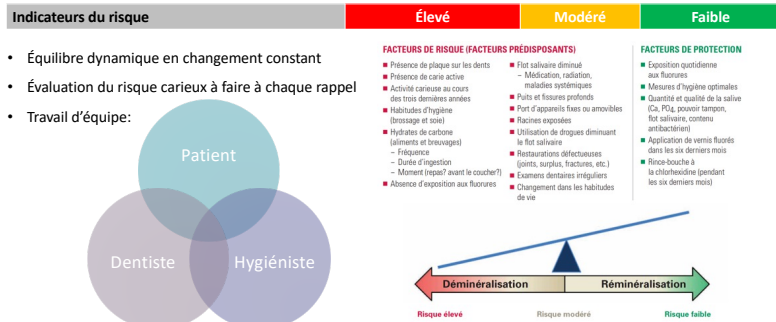 Indicateurs du risque
Élevé
Modéré
Faible
• Équilibre dynamique en changement constant
• Évaluation du risque carieux à faire à chaque rappel
• Travail d'équipe:
Patient
Dentiste
Hygiéniste
FACTEURS DE RISQUE (FACTEURS PRÉDISPOSANTS)
■ Présence de plaque sur les dents
■ Présence de carie active
■ Activité carieuse au cours
des trois dernières années
■ Habitudes d'hygiène
(brossage et soie)
■ Hydrates de carbone
(aliments et breuvages)
– Fréquence
– Durée d'ingestion
– Moment (repas? avant le coucher?)
■ Absence d'exposition aux fluorures
■ Flot salivaire diminué
– Médication, radiation,
maladies systémiques
■ Puits et fissures profonds
■ Port d'appareils fixes ou amovibles
■ Racines exposées
■ Utilisation de drogues diminuant
le flot salivaire
■ Restaurations défectueuses
(joints, surplus, fractures, etc.)
■ Examens dentaires irréguliers
■ Changement dans les habitudes
de vie
FACTEURS DE PROTECTION
■ Exposition quotidienne
aux fluorures
■ Mesures d'hygiène optimales
■ Quantité et qualité de la salive
(Ca, PO4, pouvoir tampon,
flot salivaire, contenu
antibactérien)
■ Application de vernis fluorés
dans les six derniers mois
■ Rince-bouche à
la chlorhexidine (pendant
les six derniers mois)
Déminéralisation
Réminéralisation
Risque élevé
Risque modéré
Risque faible